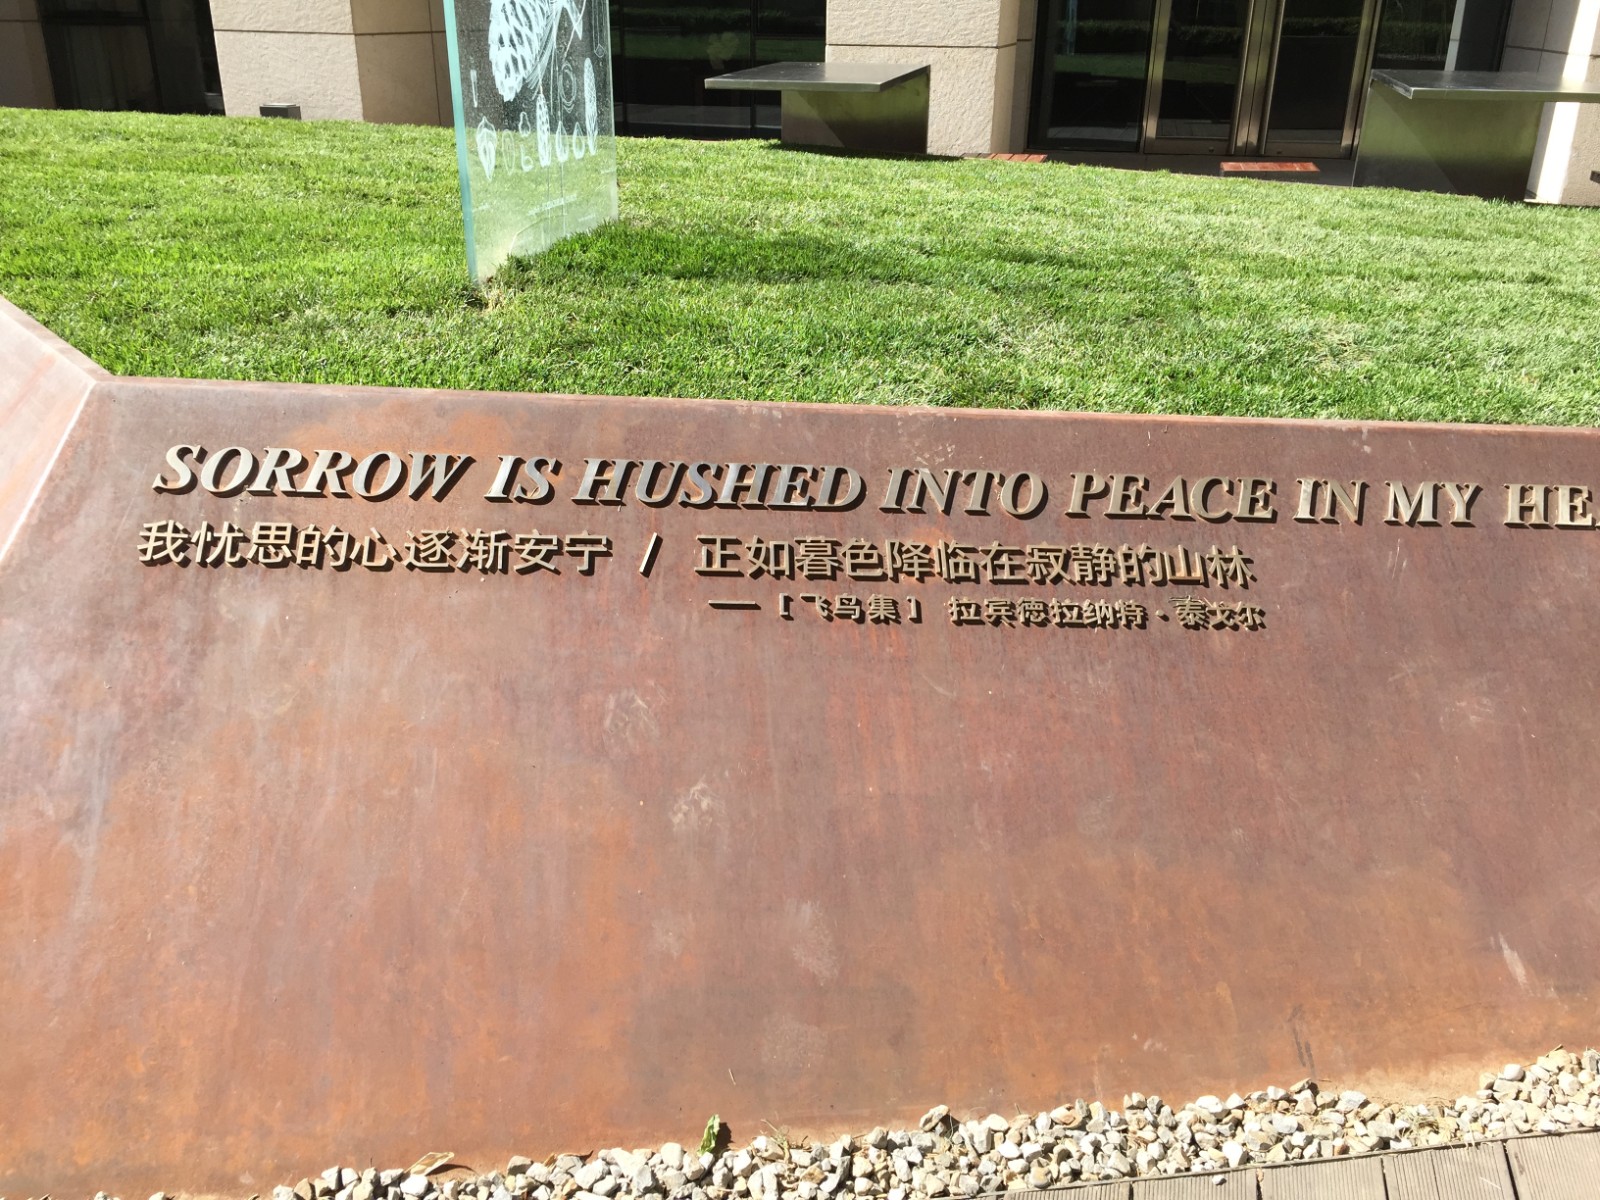 SORROW IS HUSHED INTO PEACE IN MY HE
我忧思的心逐渐安宁 / 正如暮色降临在寂静的山林
—［飞鸟集］ 拉宾德拉纳特·泰戈尔